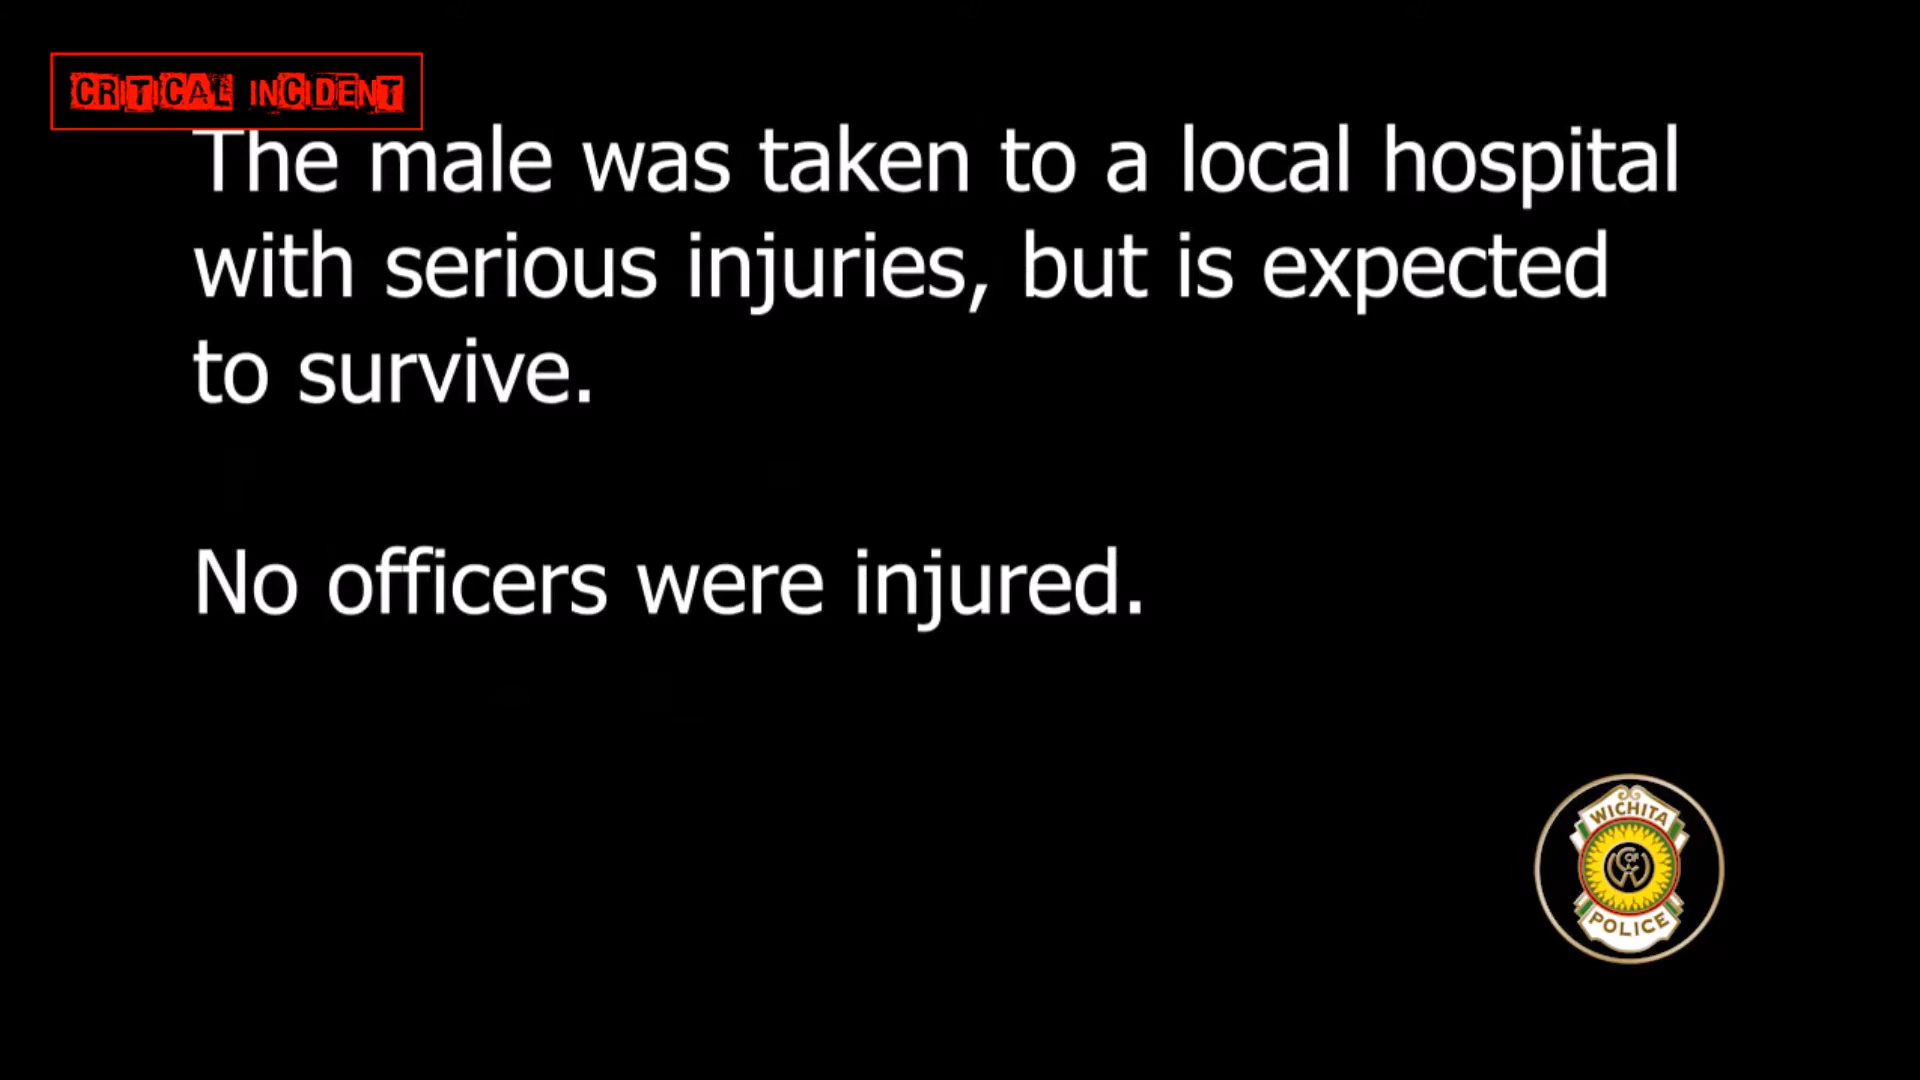 CRITICAL INCIDENT
The male was taken to a local hospital
with serious injuries, but is expected
to survive.
No officers were injured.
WICHITA
C OF W
POLICE